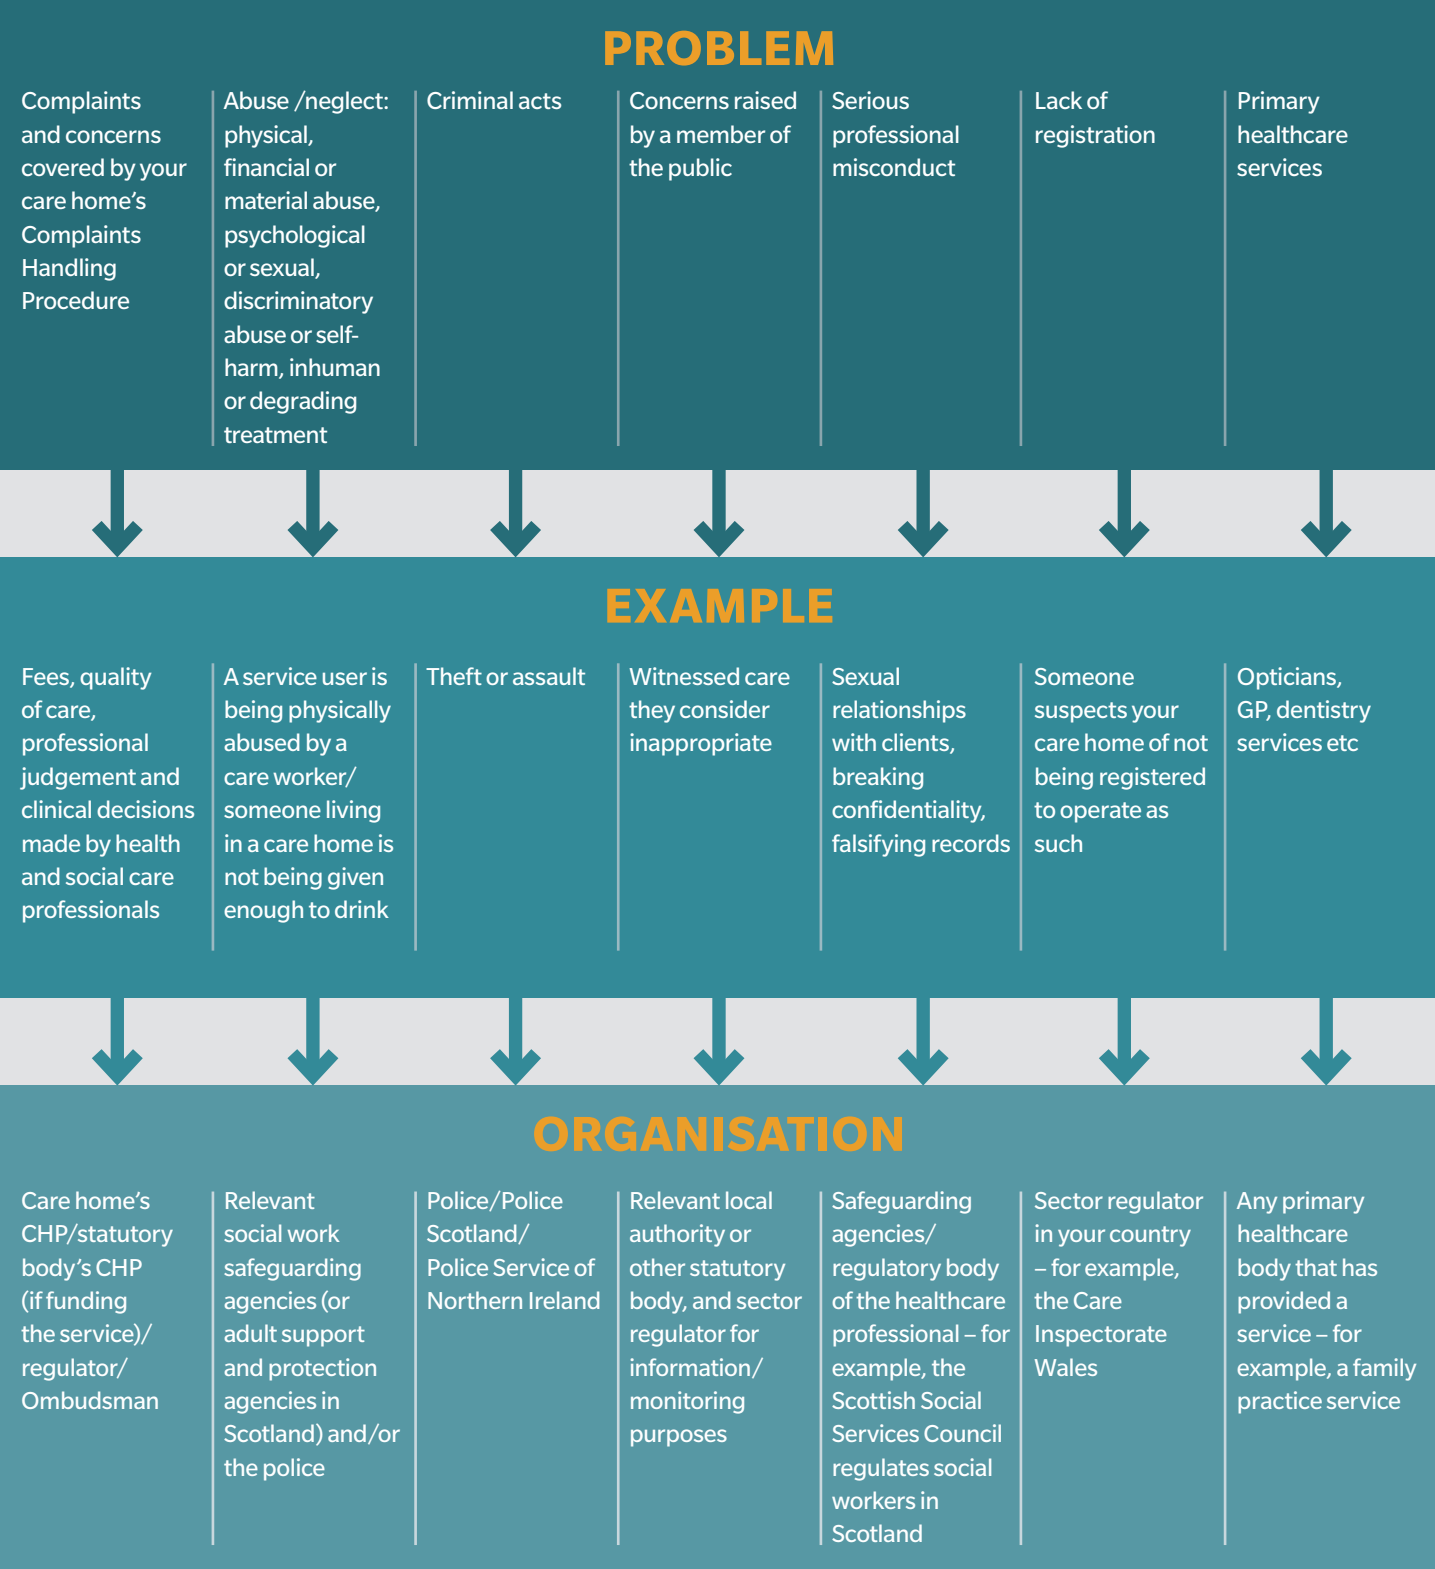 PROBLEM
Complaints
and concerns
covered by your
care home’s
Complaints
Handling
Procedure
Abuse /neglect:
physical,
financial or
material abuse,
psychological
or sexual,
discriminatory
abuse or self-
harm, inhuman
or degrading
treatment
Criminal acts
Concerns raised
by a member of
the public
Serious
professional
misconduct
Lack of
registration
Primary
healthcare
services
EXAMPLE
Fees, quality
of care,
professional
judgement and
clinical decisions
made by health
and social care
professionals
A service user is
being physically
abused by a
care worker/
someone living
in a care home is
not being given
enough to drink
Theft or assault
Witnessed care
they consider
inappropriate
Sexual
relationships
with clients,
breaking
confidentiality,
falsifying records
Someone
suspects your
care home of not
being registered
to operate as
such
Opticians,
GP, dentistry
services etc
ORGANISATION
Care home’s
CHP/statutory
body’s CHP
(if funding
the service)/
regulator/
Ombudsman
Relevant
social work
safeguarding
agencies (or
adult support
and protection
agencies in
Scotland) and/or
the police
Police/Police
Scotland/
Police Service of
Northern Ireland
Relevant local
authority or
other statutory
body, and sector
regulator for
information/
monitoring
purposes
Safeguarding
agencies/
regulatory body
of the healthcare
professional – for
example, the
Scottish Social
Services Council
regulates social
workers in
Scotland
Sector regulator
in your country
– for example,
the Care
Inspectorate
Wales
Any primary
healthcare
body that has
provided a
service – for
example, a family
practice service